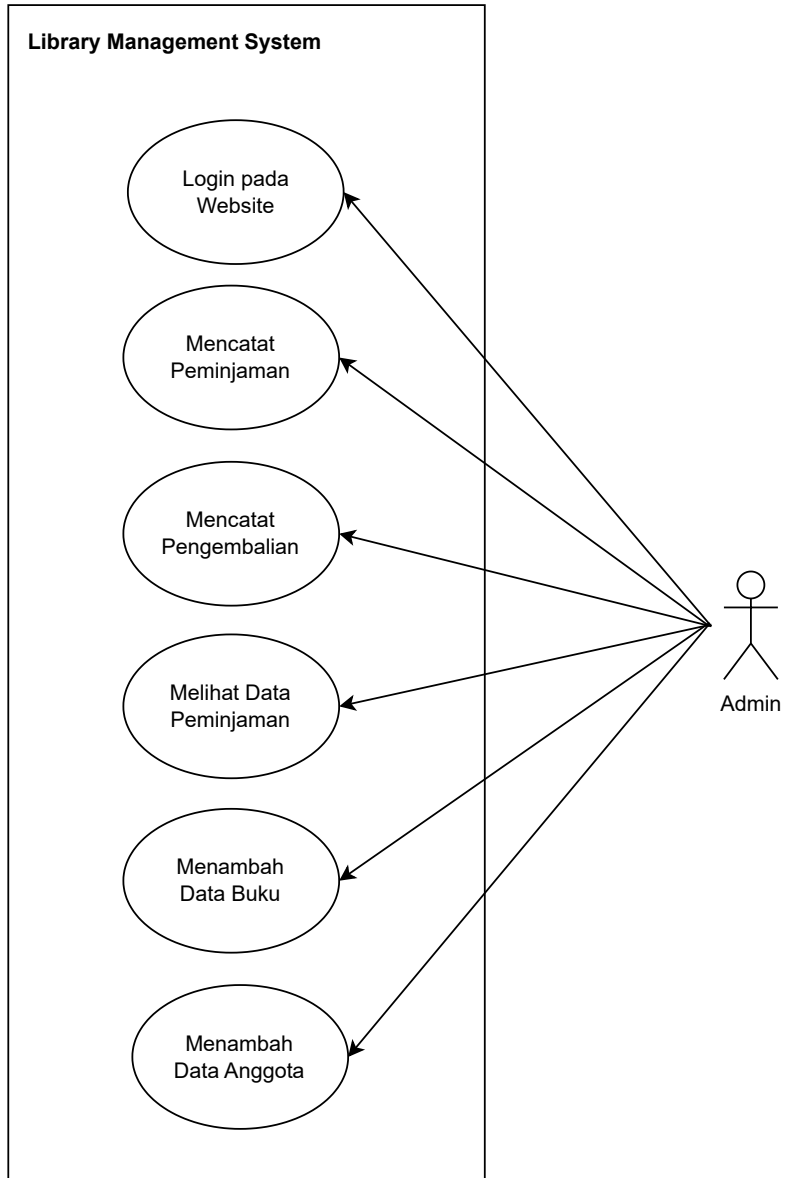 Library Management System
Login pada
Website
Mencatat
Peminjaman
Mencatat
Pengembalian
Melihat Data
Peminjaman
Admin
Menambah
Data Buku
Menambah
Data Anggota